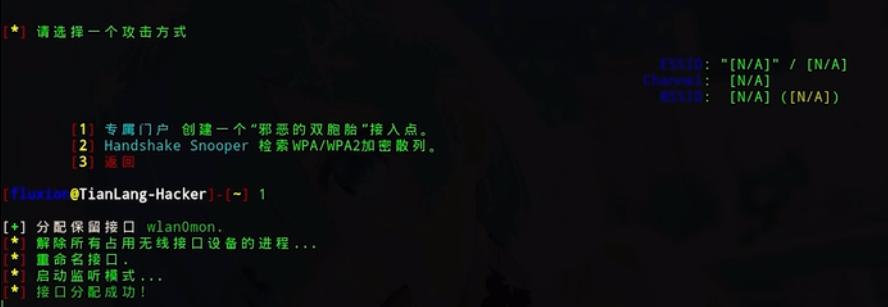 [*] 请选择一个攻击方式
ESSID: "[N/A]" / [N/A]
Channel: [N/A]
BSSID: [N/A] ([N/A])
[1] 专属门户 创建一个“邪恶的双胞胎”接入点。
[2] Handshake Snooper 检索WPA/WPA2加密散列。
[3] 返回
[fluxion@TianLang-Hacker]-[~] 1
[+] 分配保留接口 wlan0mon.
[*] 解除所有占用无线接口设备的进程...
[*] 重命名接口.
[*] 启动监听模式...
[*] 接口分配成功!